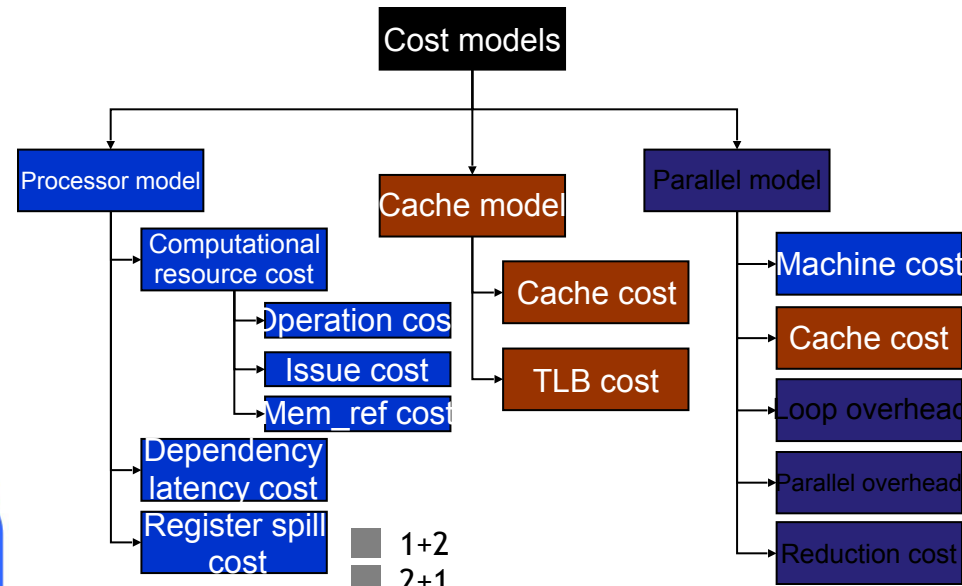 Cost models
Processor model
Cache model
Parallel model
Computational
resource cost
Operation cos
Issue cost
Mem_ref cost
Dependency
latency cost
Register spill
cost
Cache cost
TLB cost
Machine cost
Cache cost
Loop overhead
Parallel overhead
Reduction cost
1+2
2+1